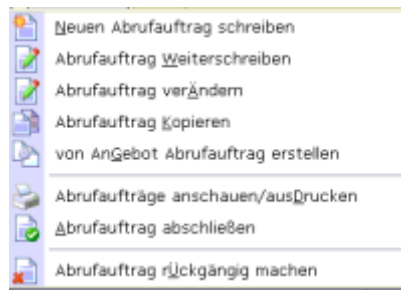 Neuen Abrufauftrag schreiben
Abrufauftrag Weiterschreiben
Abrufauftrag verÄndern
Abrufauftrag Kopieren
von AnGebot Abrufauftrag erstellen
Abrufaufträge anschauen/ausDrucken
Abrufauftrag abschließen
Abrufauftrag rÜckgängig machen